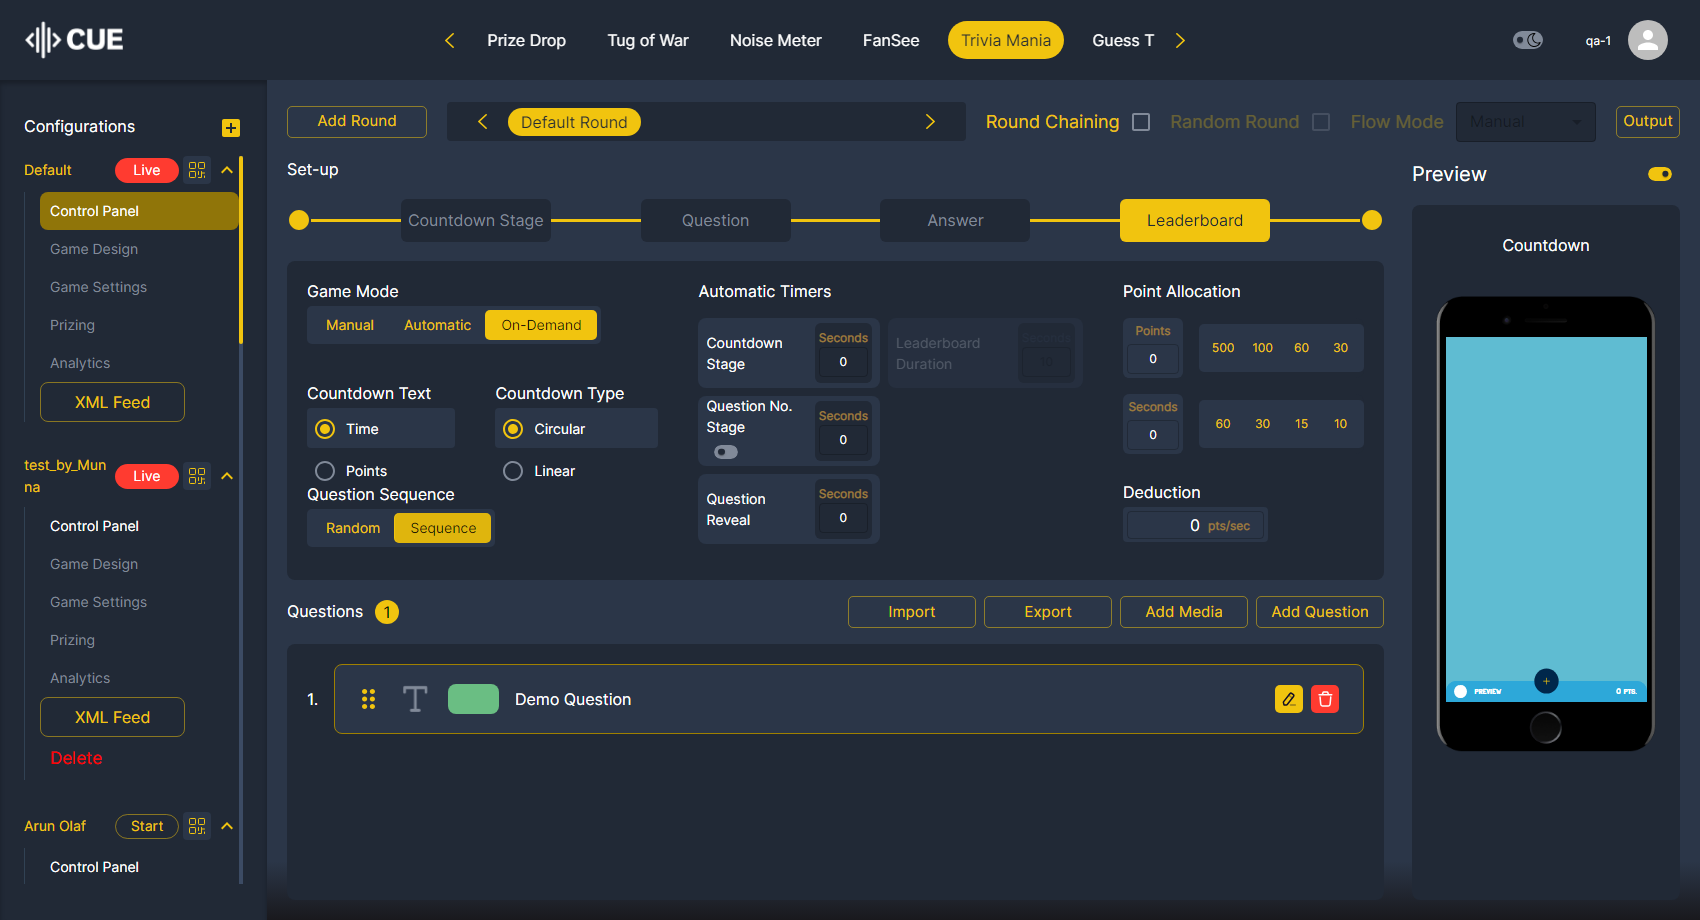 CUE
Prize Drop
Tug of War
Noise Meter
FanSee
Trivia Mania
Guess T
qa-1
Configurations
Default
Live
Control Panel
Game Design
Game Settings
Prizing
Analytics
XML Feed
test_by_Mun
na
Live
Control Panel
Game Design
Game Settings
Prizing
Analytics
XML Feed
Delete
Arun Olaf
Start
Control Panel
Add Round
Default Round
Round Chaining
Random Round
Flow Mode
Manual
Output
Set-up
Countdown Stage
Question
Answer
Leaderboard
Game Mode
Manual
Automatic
On-Demand
Countdown Text
Time
Points
Countdown Type
Circular
Linear
Question Sequence
Random
Sequence
Automatic Timers
Countdown
Stage
Seconds
0
Leaderboard
Duration
Seconds
10
Question No.
Stage
Seconds
0
Question
Reveal
Seconds
0
Point Allocation
Points
0
500
100
60
30
Seconds
0
60
30
15
10
Deduction
0 pts/sec
Questions
1
Import
Export
Add Media
Add Question
1.
Demo Question
Preview
Countdown
PREVIEW
0 PTS.